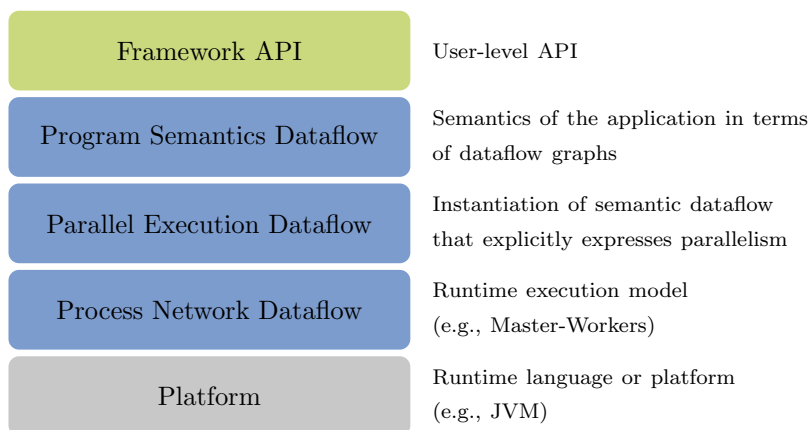 Framework API
User-level API
Program Semantics Dataflow
Semantics of the application in terms
of dataflow graphs
Parallel Execution Dataflow
Instantiation of semantic dataflow
that explicitly expresses parallelism
Process Network Dataflow
Runtime execution model
(e.g., Master-Workers)
Platform
Runtime language or platform
(e.g., JVM)